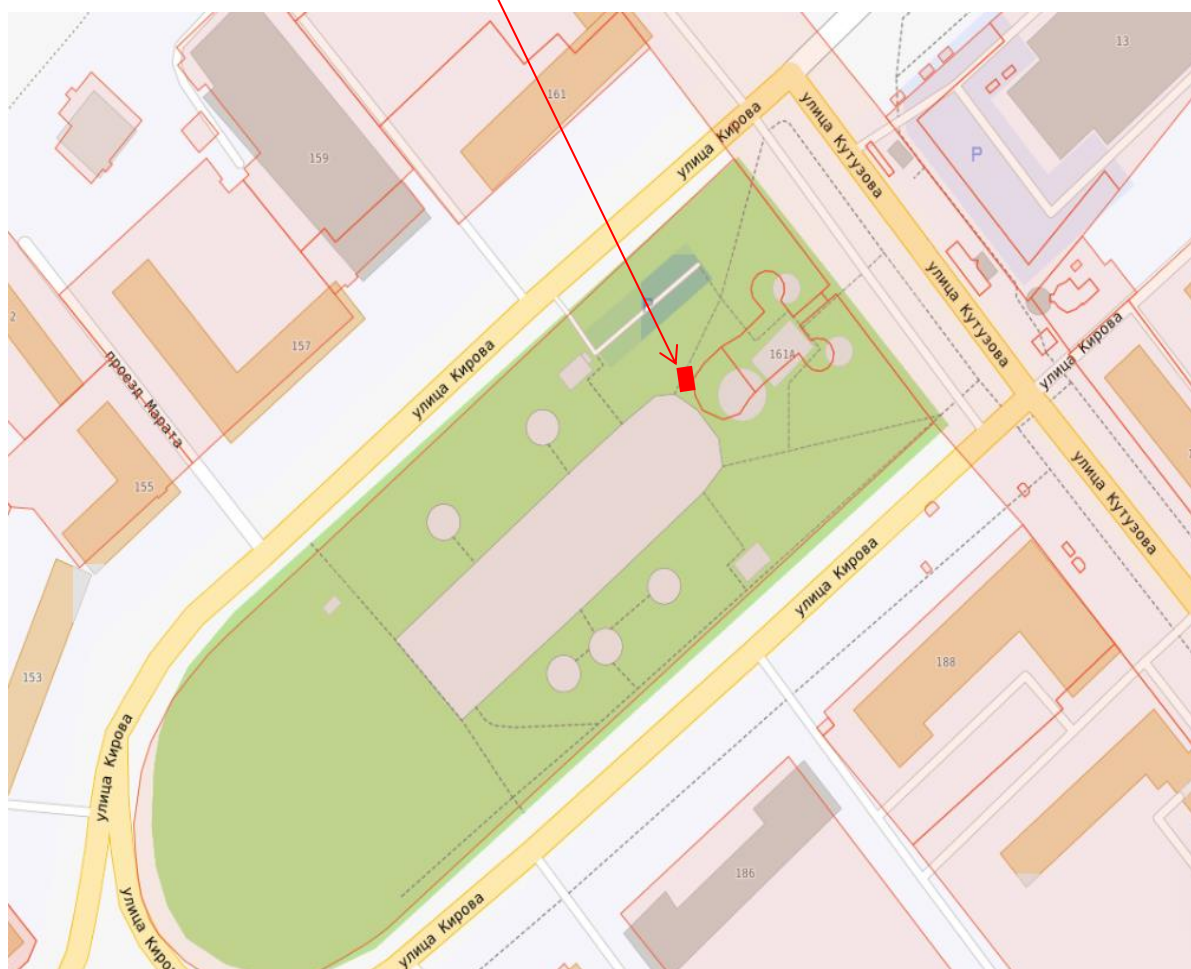 13
161
улица Кирова
улица Кутузова
159
P
улица Кутузова
улица Кирова
2
157
улица Кирова
проезд Марата
161А
155
улица Кутузова
улица Кирова
153
188
улица Кирова
186
улица Киро
улица Кирова